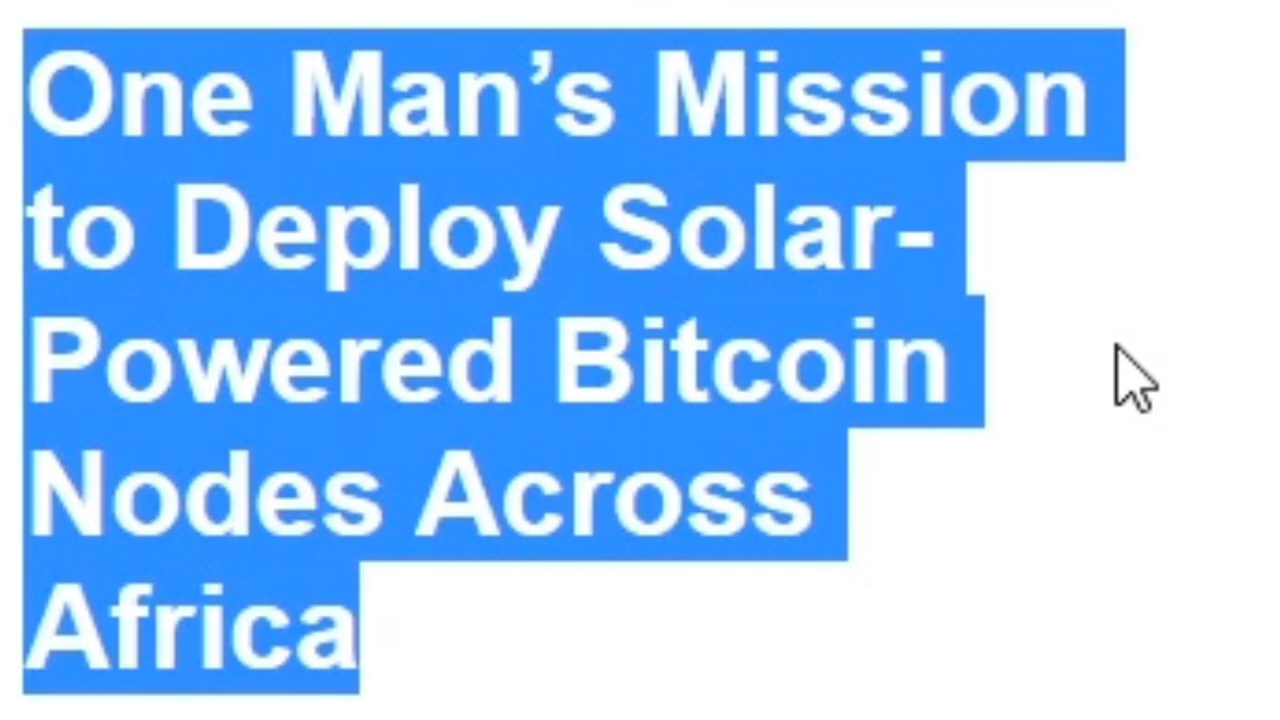 One Man’s Mission
to Deploy Solar-
Powered Bitcoin
Nodes Across
Africa